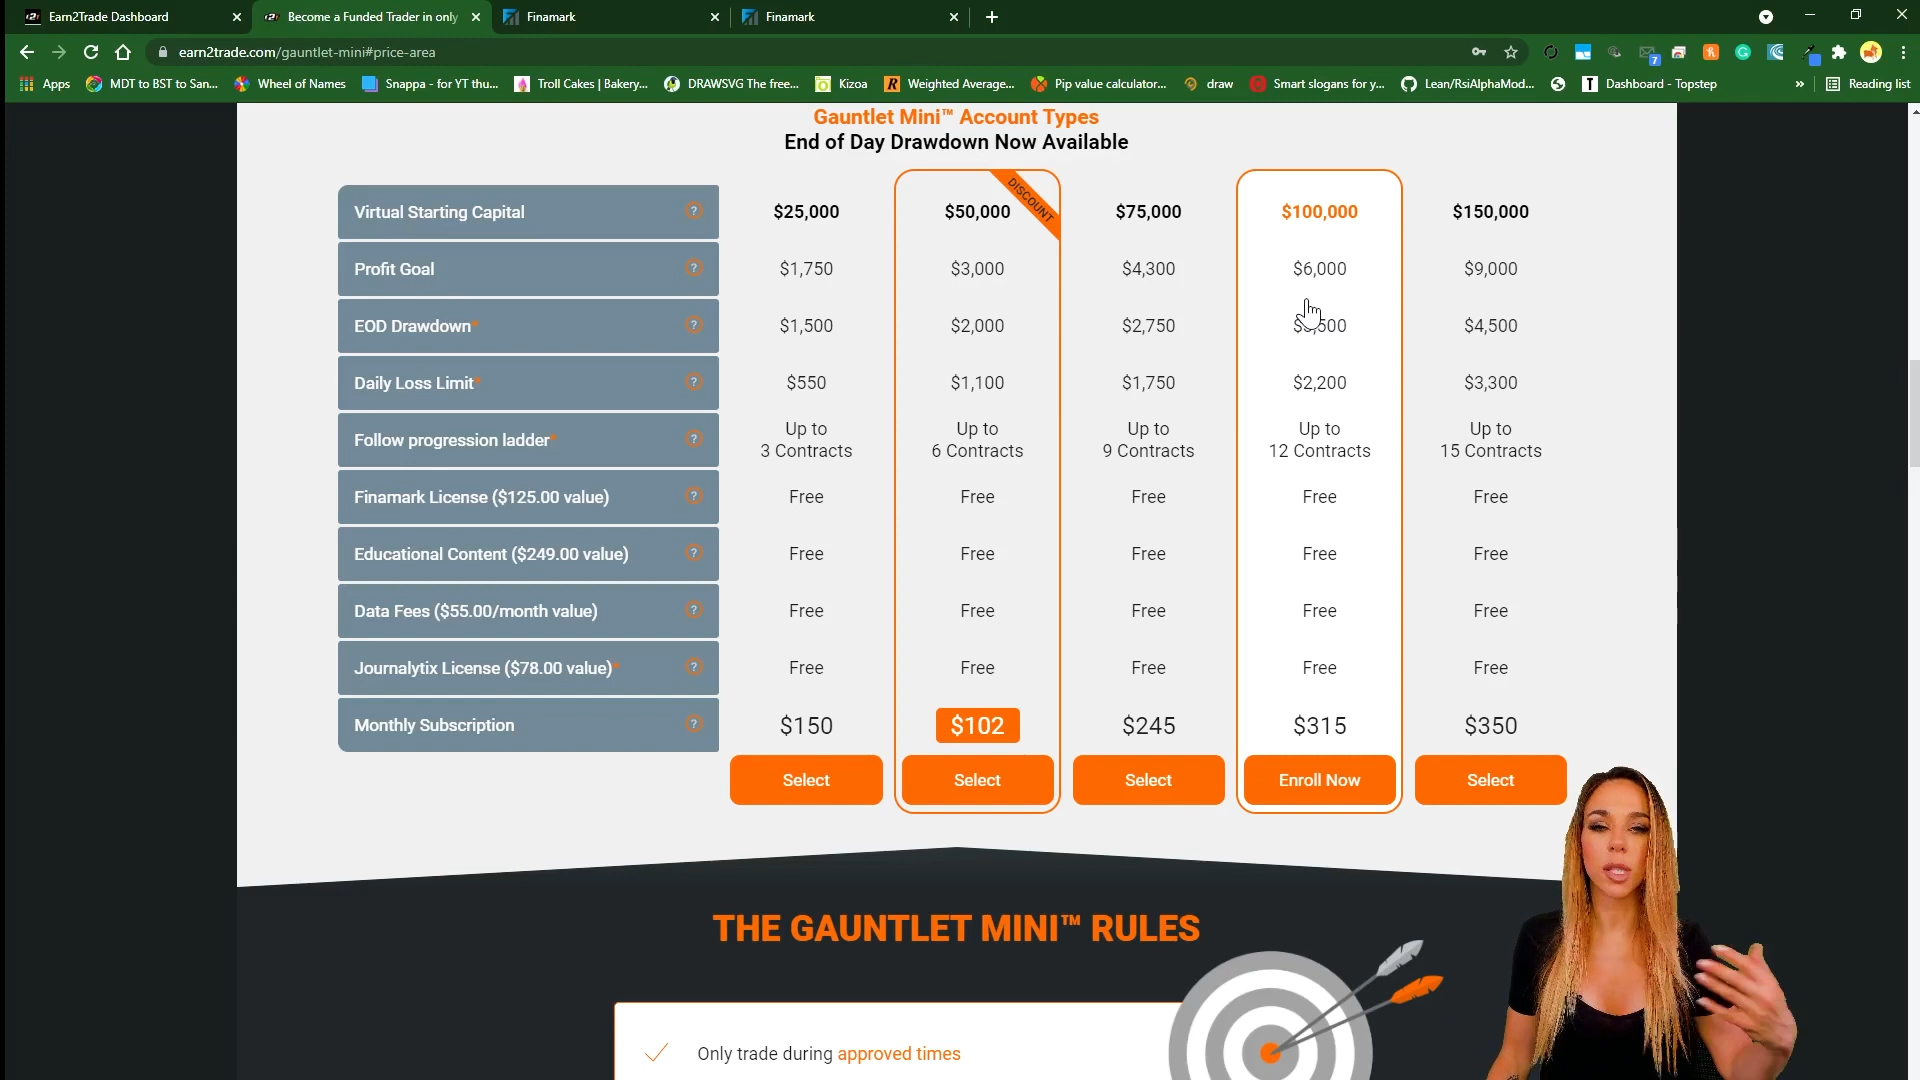 Earn2Trade Dashboard
Become a Funded Trader in only
Finamark
Finamark
earn2trade.com/gauntlet-mini#price-area
7
Apps
MDT to BST to San...
Wheel of Names
Snappa - for YT thu...
Troll Cakes | Bakery...
DRAWSVG The free...
Kizoa
Weighted Average...
Pip value calculator...
draw
Smart slogans for y...
Lean/RsiAlphaMod...
Dashboard - Topstep
Reading list
Gauntlet Mini™ Account Types
End of Day Drawdown Now Available
DISCOUNT
Virtual Starting Capital ? $25,000 $50,000 $75,000 $100,000 $150,000
Profit Goal ? $1,750 $3,000 $4,300 $6,000 $9,000
EOD Drawdown* ? $1,500 $2,000 $2,750 $4,500
Daily Loss Limit* ? $550 $1,100 $1,750 $2,200 $3,300
Follow progression ladder* ?
Up to Up to Up to Up to Up to
3 Contracts 6 Contracts 9 Contracts 12 Contracts 15 Contracts
Finamark License ($125.00 value) ? Free Free Free Free Free
Educational Content ($249.00 value) ? Free Free Free Free Free
Data Fees ($55.00/month value) ? Free Free Free Free Free
Journalytix License ($78.00 value)* ? Free Free Free Free Free
Monthly Subscription ? $150 $102 $245 $315 $350
Select Select Select Enroll Now Select
THE GAUNTLET MINI™ RULES
Only trade during approved times